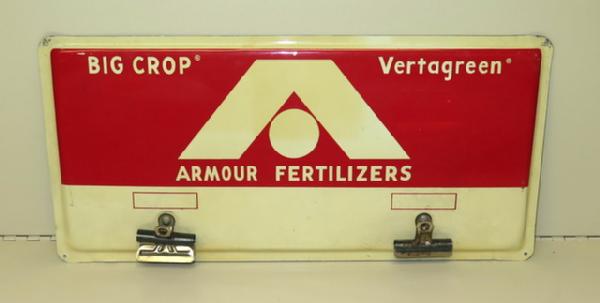 BIG CROP® Vertagreen®
ARMOUR FERTILIZERS